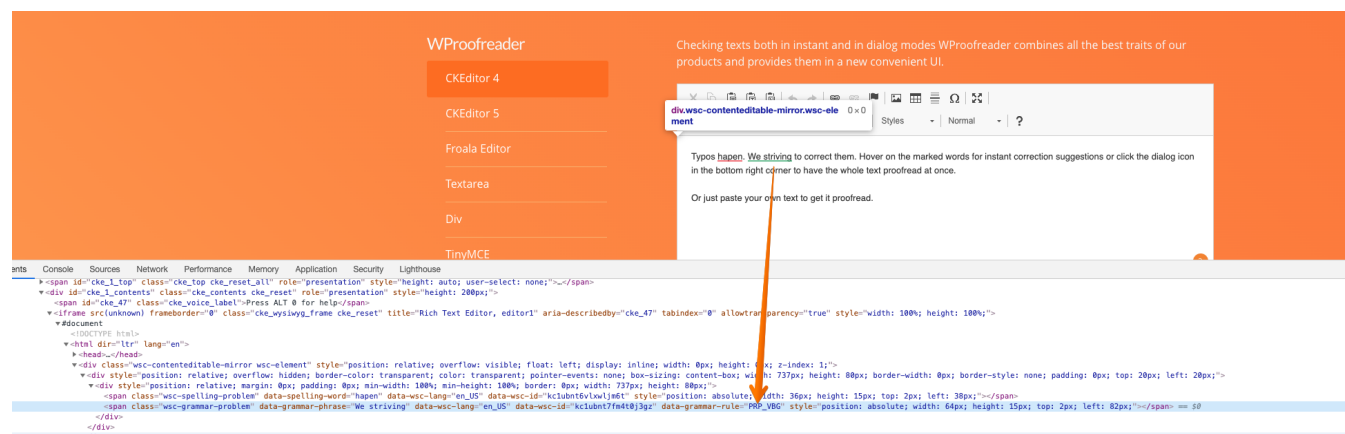 WProofreader
Checking texts both in instant and in dialog modes WProofreader combines all the best traits of our
products and provides them in a new convenient UI.
CKEditor 4
CKEditor 5
Froala Editor
Textarea
Div
TinyMCE
div.wsc-contenteditable-mirror.wsc-ele
ment
0×0
Styles
Normal
?
Typos hapen. We striving to correct them. Hover on the marked words for instant correction suggestions or click the dialog icon
in the bottom right corner to have the whole text proofread at once.
Or just paste your own text to get it proofread.
ents Console Sources Network Performance Memory Application Security Lighthouse
▶<span id="cke_1_top" class="cke_top cke_reset_all" role="presentation" style="height: auto; user-select: none;">…</span>
▼<div id="cke_1_contents" class="cke_contents cke_reset" role="presentation" style="height: 200px;">
<span id="cke_47" class="cke_voice_label">Press ALT 0 for help</span>
▼<iframe src(unknown) frameborder="0" class="cke_wysiwyg_frame cke_reset" title="Rich Text Editor, editor1" aria-describedby="cke_47" tabindex="0" allowtransparency="true" style="width: 100%; height: 100%;">
▼#document
<!DOCTYPE html>
▼<html dir="ltr" lang="en">
▶<head>…</head>
▼<div class="wsc-contenteditable-mirror wsc-element" style="position: relative; overflow: visible; float: left; display: inline; width: 0px; height: 0px; z-index: 1;">
▼<div style="position: relative; overflow: hidden; border-color: transparent; color: transparent; pointer-events: none; box-sizing: content-box; width: 737px; height: 80px; border-width: 0px; border-style: none; padding: 0px; top: 20px; left: 20px;">
▼<div style="position: relative; margin: 0px; padding: 0px; min-width: 100%; min-height: 100%; border: 0px; width: 737px; height: 80px;">
<span class="wsc-spelling-problem" data-spelling-word="hapen" data-wsc-lang="en_US" data-wsc-id="kc1ubnt6vlxwljm6t" style="position: absolute; width: 36px; height: 15px; top: 2px; left: 38px;"></span>
<span class="wsc-grammar-problem" data-grammar-phrase="We striving" data-wsc-lang="en_US" data-wsc-id="kc1ubnt7fm4t0j3gz" data-grammar-rule="PRP_VBG" style="position: absolute; width: 64px; height: 15px; top: 2px; left: 82px;"></span> == $0
</div>
</div>